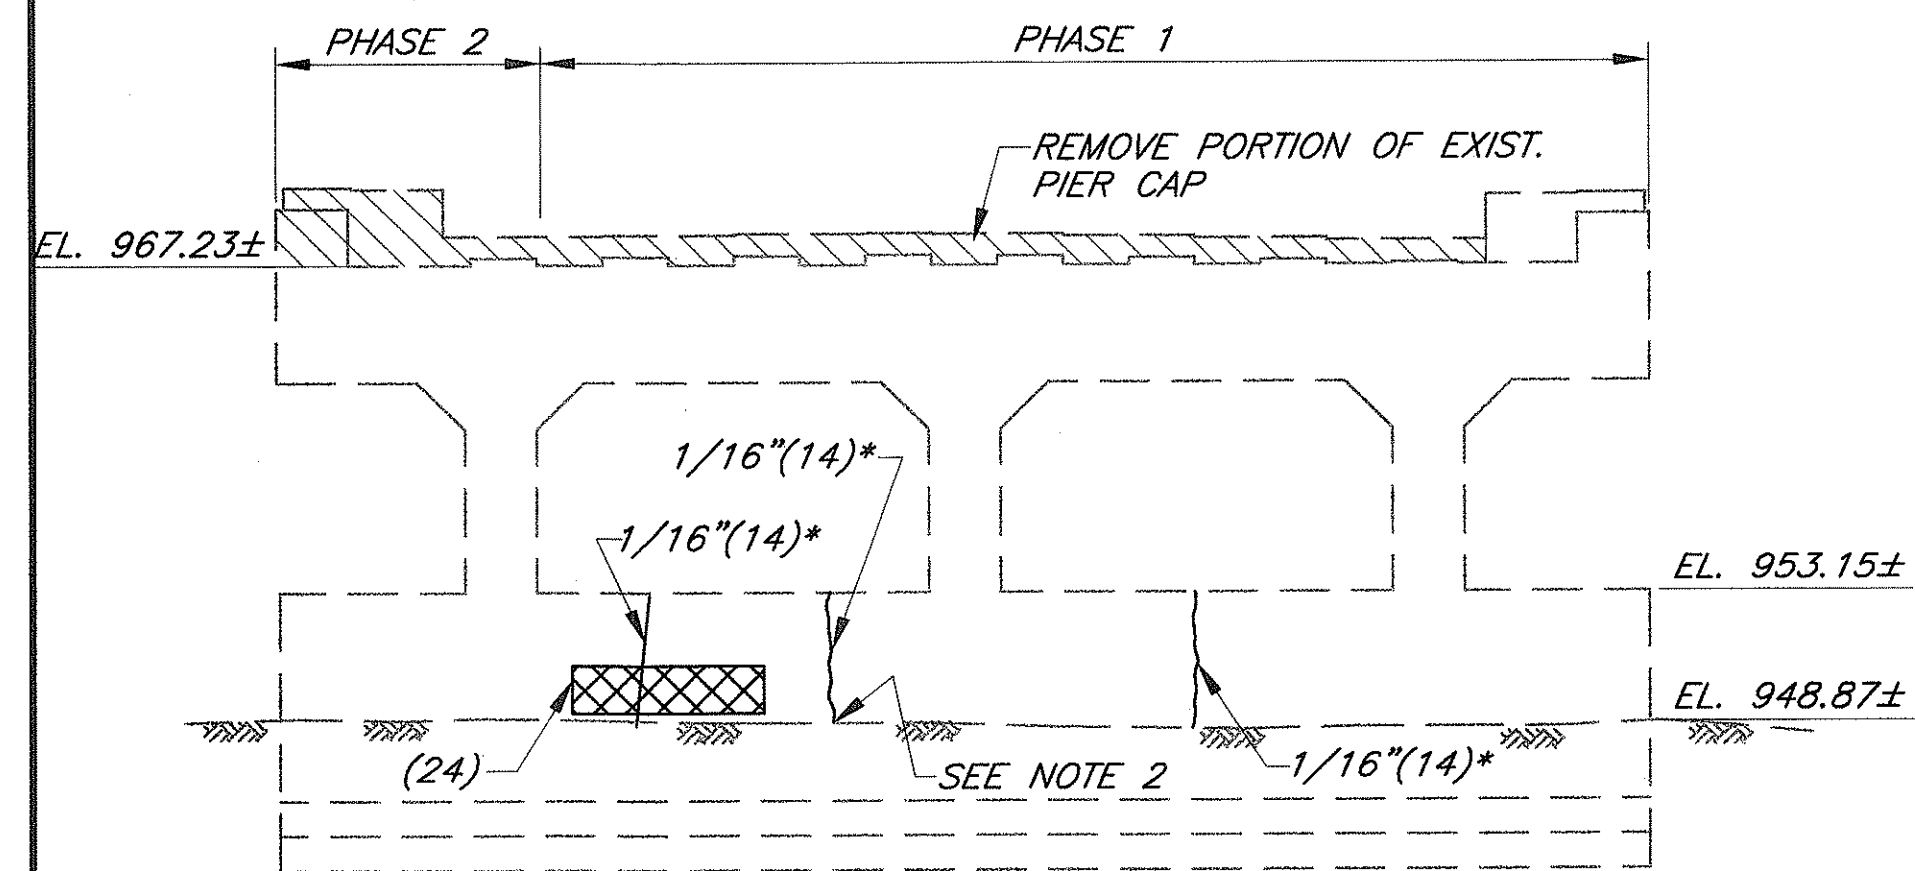 PHASE 2
PHASE 1
REMOVE PORTION OF EXIST.
PIER CAP
EL. 967.23±
1/16"(14)*
1/16"(14)*
EL. 953.15±
EL. 948.87±
(24)
SEE NOTE 2
1/16"(14)*